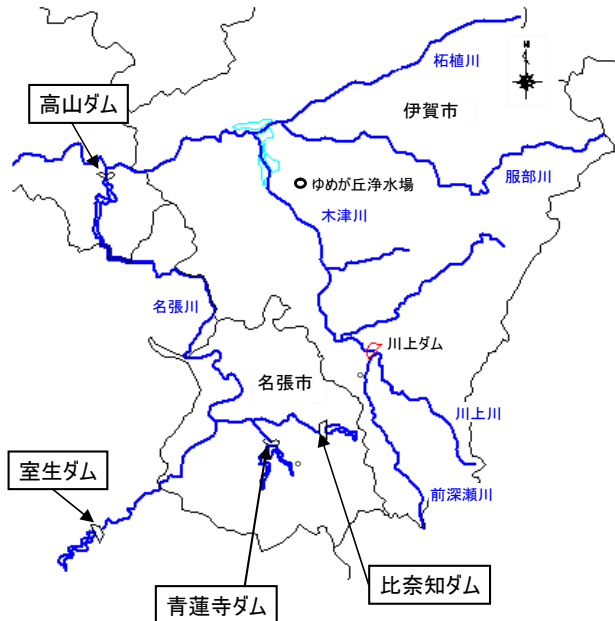 柘植川
N
高山ダム
伊賀市
服部川
ゆめが丘浄水場
木津川
名張川
川上ダム
名張市
川上川
室生ダム
前深瀬川
比奈知ダム
青蓮寺ダム